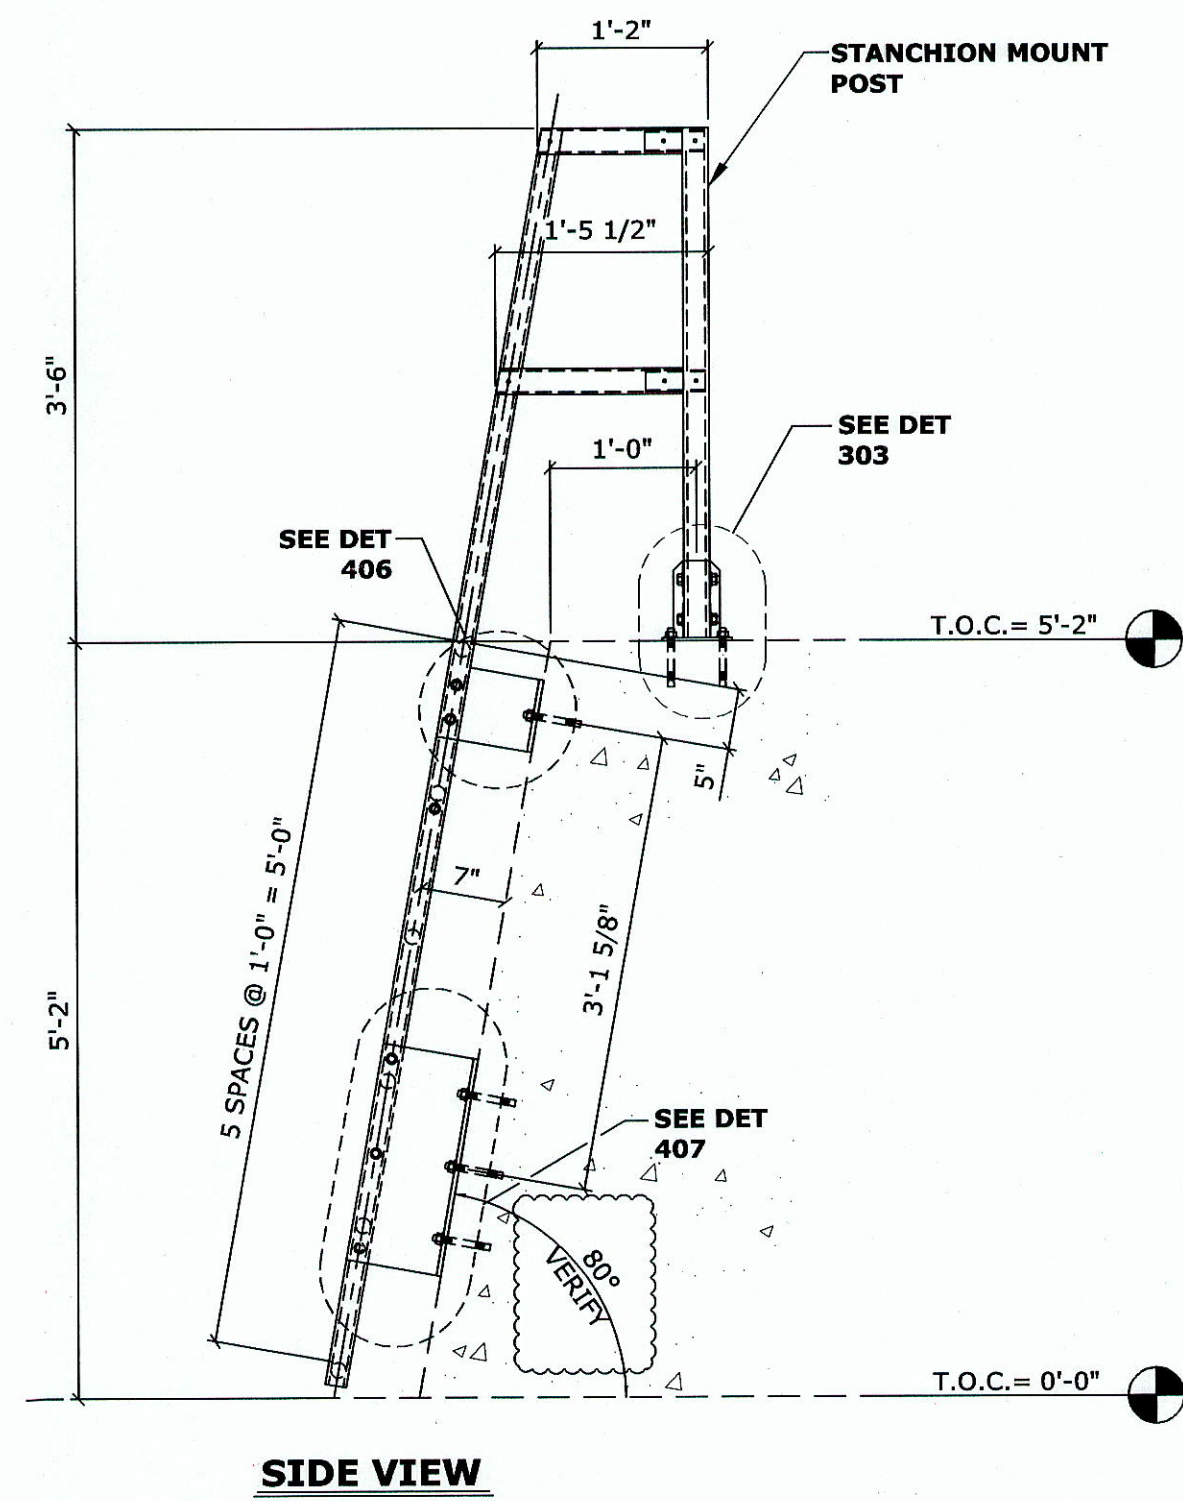 1'-2"
STANCHION MOUNT
POST
1'-5 1/2"
3'-6"
SEE DET
303
1'-0"
SEE DET
406
T.O.C.= 5'-2"
5"
7"
5 SPACES @ 1'-0" = 5'-0"
3'-1 5/8"
5'-2"
SEE DET
407
80°
VERIFY
T.O.C.= 0'-0"
SIDE VIEW